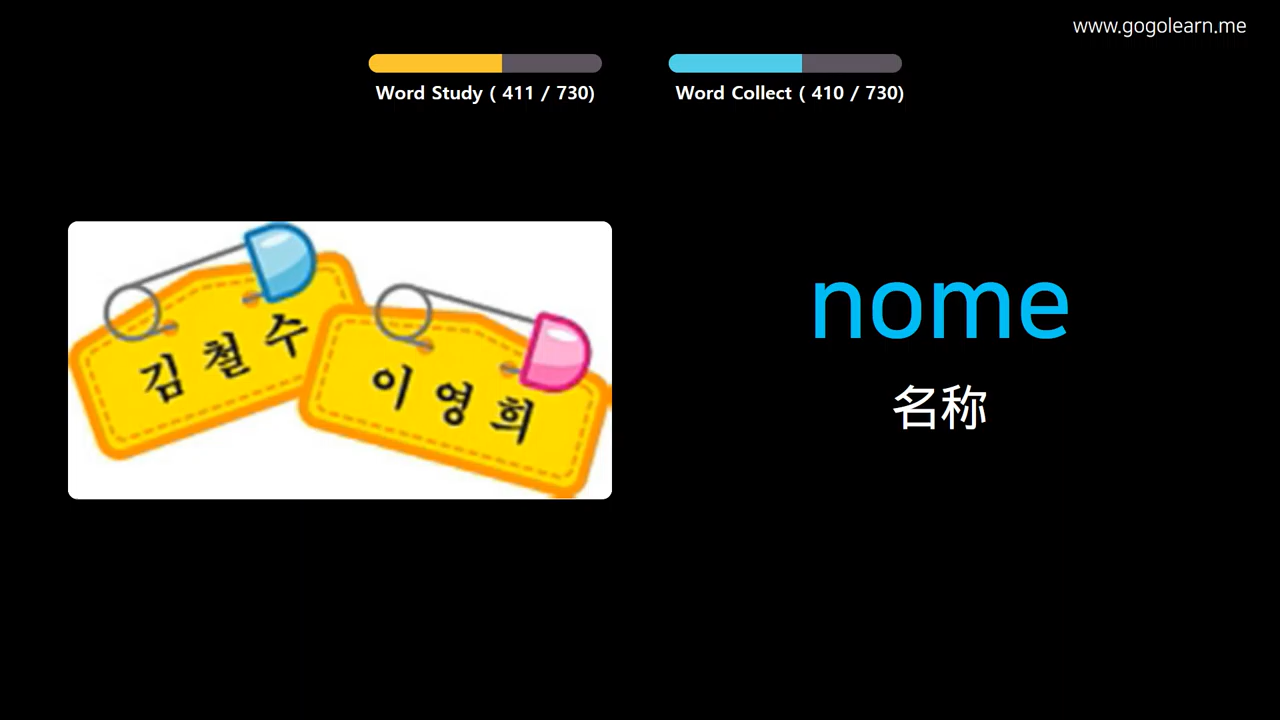 www.gogolearn.me
Word Study ( 411 / 730)
Word Collect ( 410 / 730)
김철수
이영희
nome
名称